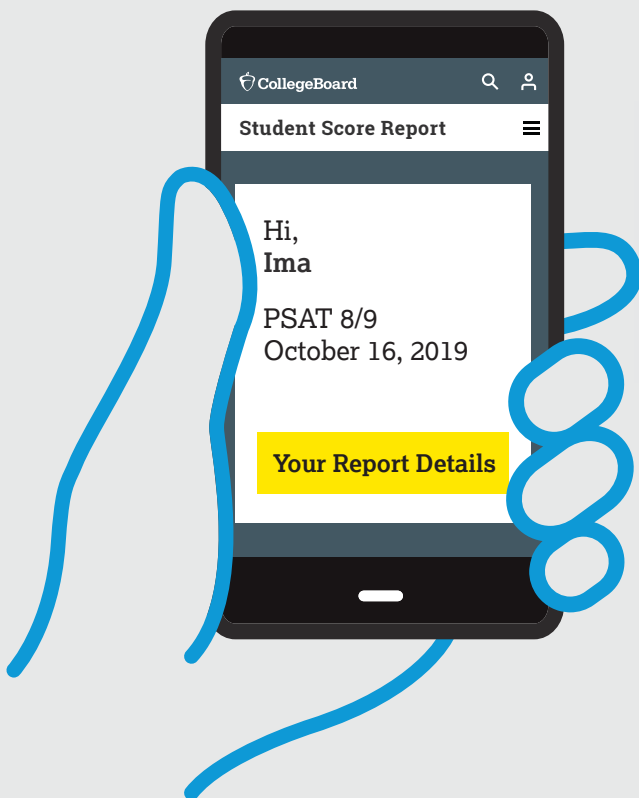 CollegeBoard
Student Score Report
Hi,
Ima
PSAT 8/9
October 16, 2019
Your Report Details